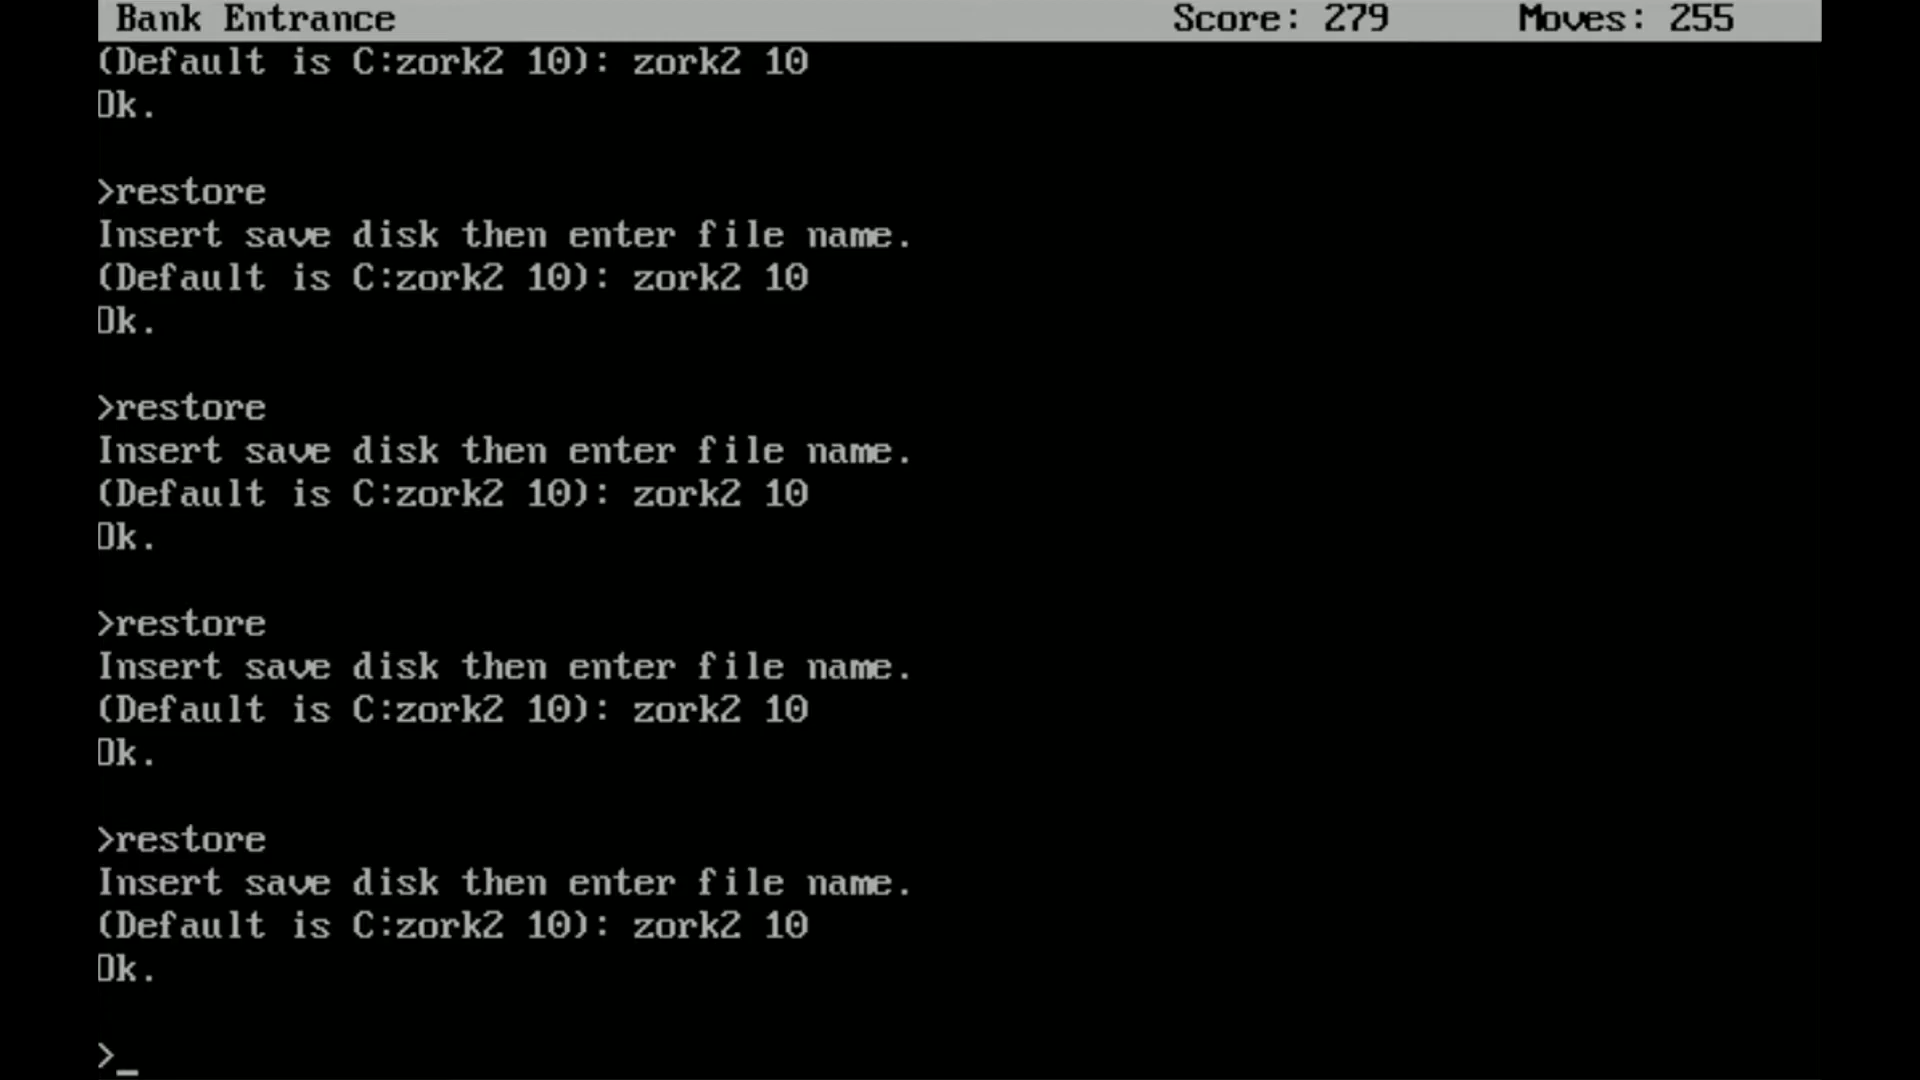 Bank Entrance Score: 279 Moves: 255
(Default is C:zork2 10): zork2 10
Ok.
>restore
Insert save disk then enter file name.
(Default is C:zork2 10): zork2 10
Ok.
>restore
Insert save disk then enter file name.
(Default is C:zork2 10): zork2 10
Ok.
>restore
Insert save disk then enter file name.
(Default is C:zork2 10): zork2 10
Ok.
>restore
Insert save disk then enter file name.
(Default is C:zork2 10): zork2 10
Ok.
>_